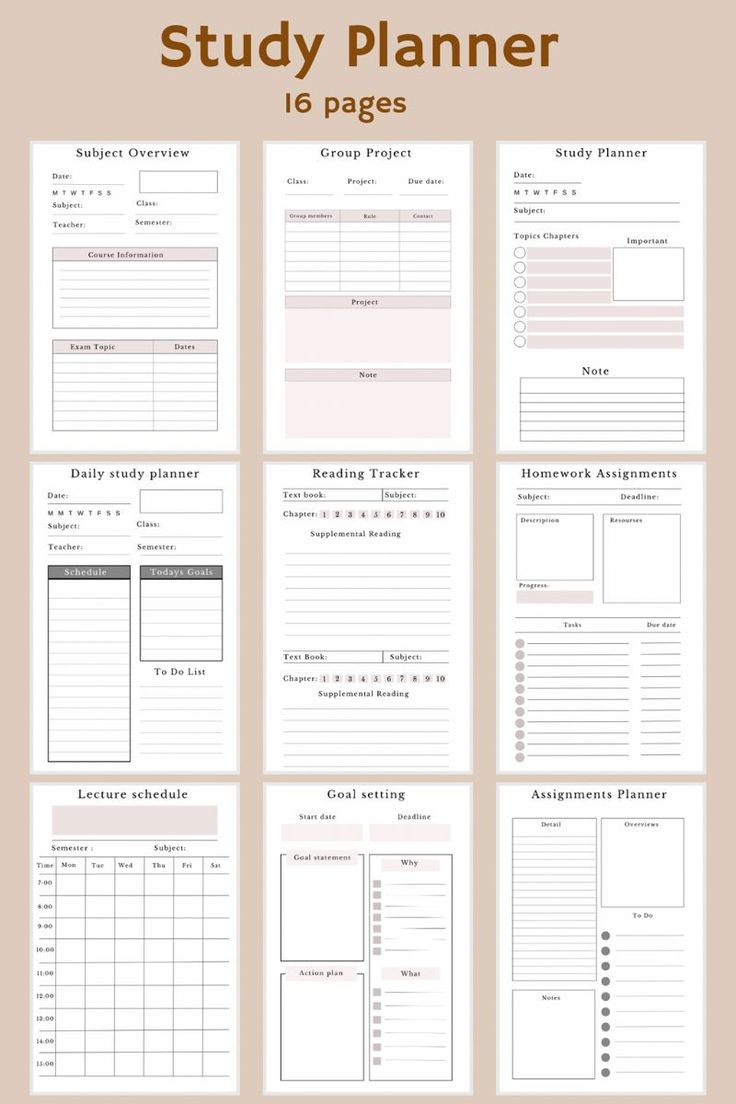 Study Planner
16 pages
Subject Overview
Date:
M T W T F S S
Subject:
Class:
Teacher:
Semester:
Course Information
Exam Topic Dates
Group Project
Class: Project: Due date:
Group members Rule Contact
Project
Note
Study Planner
Date:
M T W T F S S
Subject:
Topics Chapters
Important
Note
Daily study planner
Date:
M M T W T F S S
Subject:
Class:
Teacher:
Semester:
Schedule
Todays Goals
To Do List
Reading Tracker
Text book: Subject:
Chapter: 1 2 3 4 5 6 7 8 9 10
Supplemental Reading
Text Book: Subject:
Chapter: 1 2 3 4 5 6 7 8 9 10
Supplemental Reading
Homework Assignments
Subject: Deadline:
Description
Resourses
Progress:
Tasks Due date
Lecture schedule
Semester : Subject:
Time Mon Tue Wed Thu Fri Sat
7:00
8:00
9:00
10:00
11:00
12:00
13:00
14:00
15:00
Goal setting
Start date Deadline
Goal statement
Why
Action plan
What
Assignments Planner
Detail
Overviews
To Do
Notes